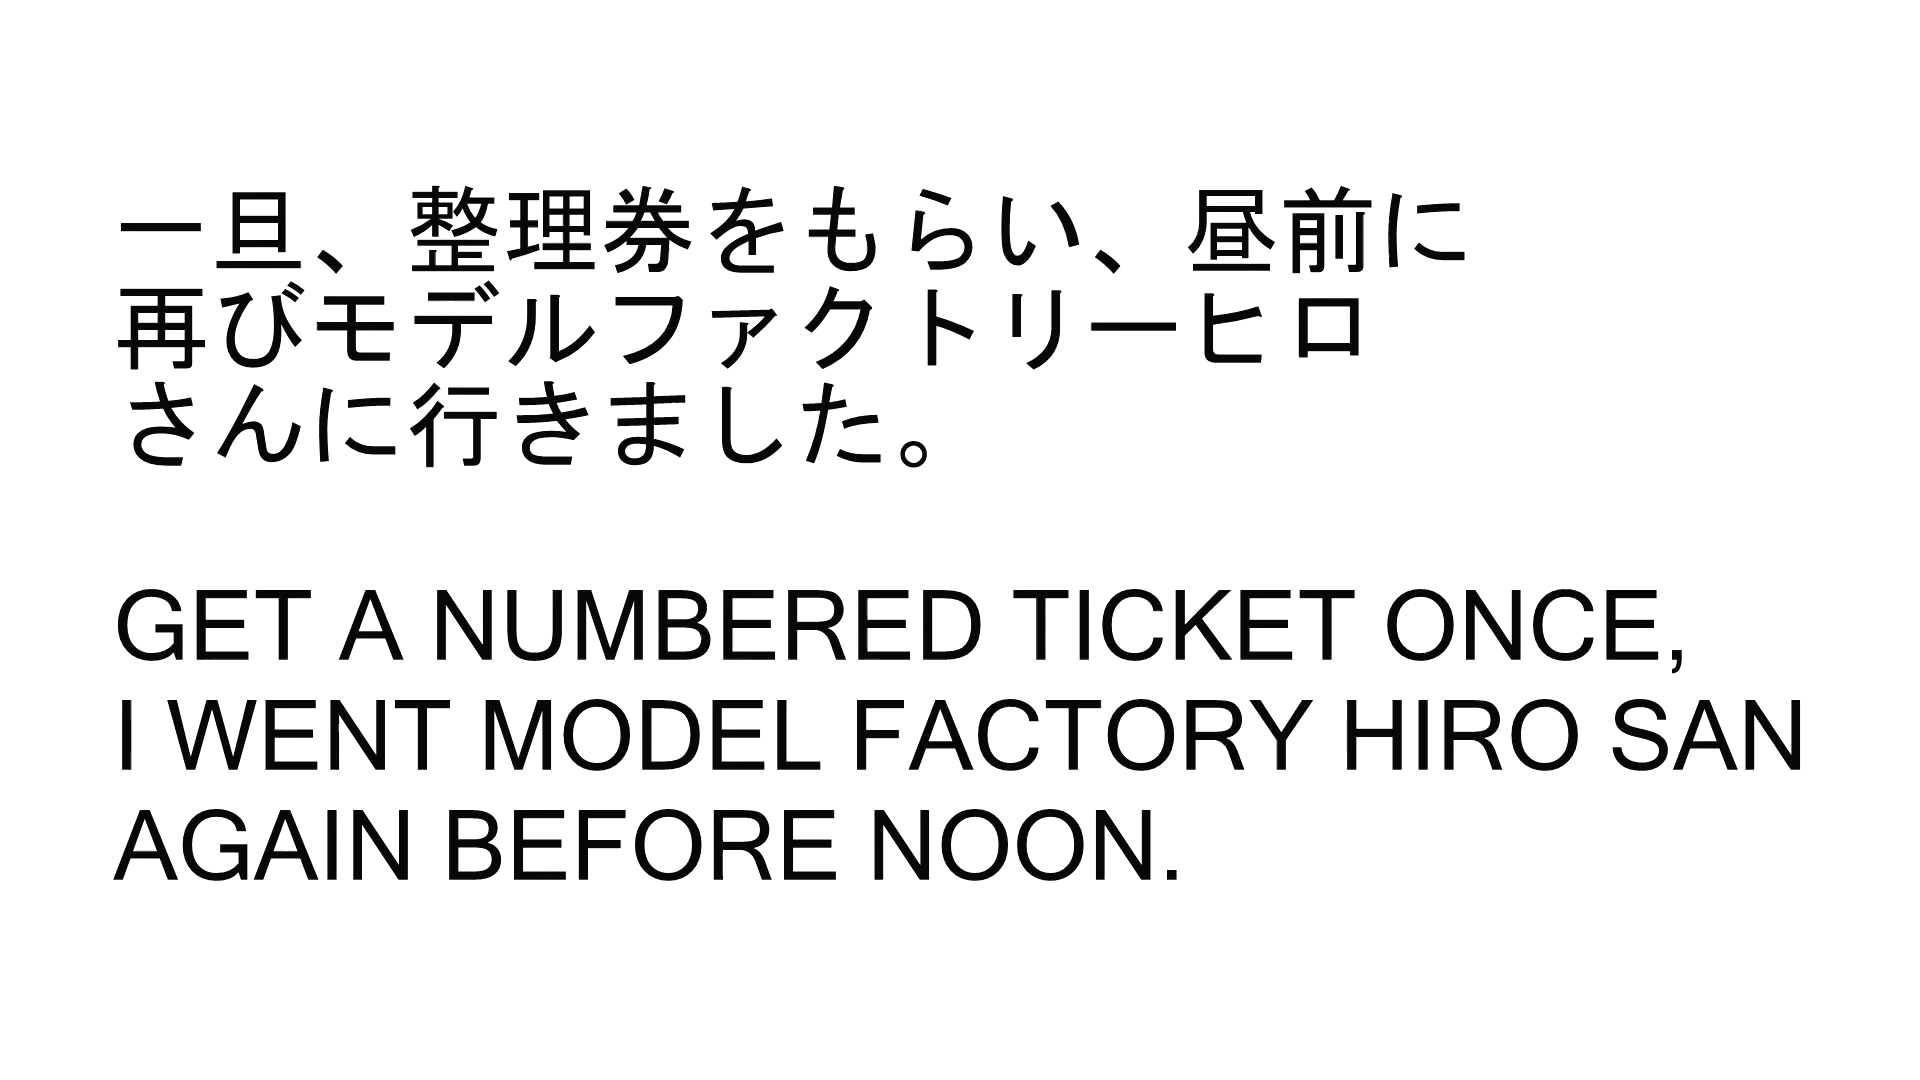 一旦、整理券をもらい、昼前に
再びモデルファクトリーヒロ
さんに行きました。
GET A NUMBERED TICKET ONCE,
I WENT MODEL FACTORY HIRO SAN
AGAIN BEFORE NOON.